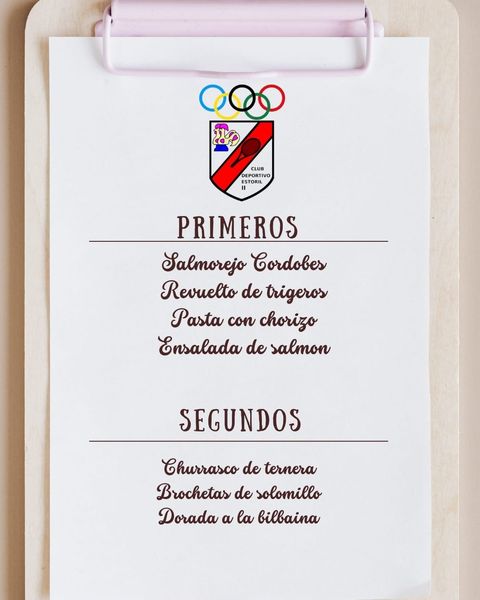 CLUB
DEPORTIVO
ESTORIL
II
PRIMEROS
Salmorejo Cordobes
Revuelto de trigeros
Pasta con chorizo
Ensalada de salmon
SEGUNDOS
Churrasco de ternera
Brochetas de solomillo
Dorada a la bilbaina